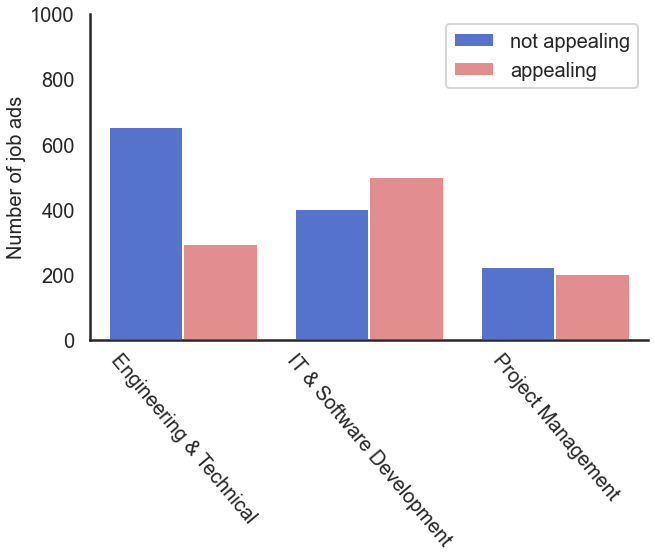 1000
800
600
400
200
0
Number of job ads
not appealing
appealing
Engineering & Technical
IT & Software Development
Project Management